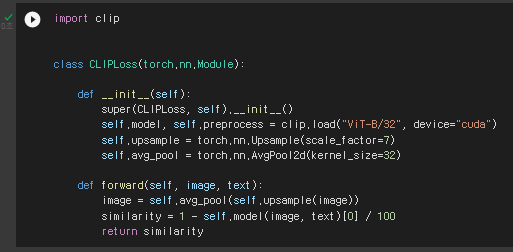 import clip
class CLIPLoss(torch.nn.Module):
def __init__(self):
super(CLIPLoss, self).__init__()
self.model, self.preprocess = clip.load("ViT-B/32", device="cuda")
self.upsample = torch.nn.Upsample(scale_factor=7)
self.avg_pool = torch.nn.AvgPool2d(kernel_size=32)
def forward(self, image, text):
image = self.avg_pool(self.upsample(image))
similarity = 1 - self.model(image, text)[0] / 100
return similarity